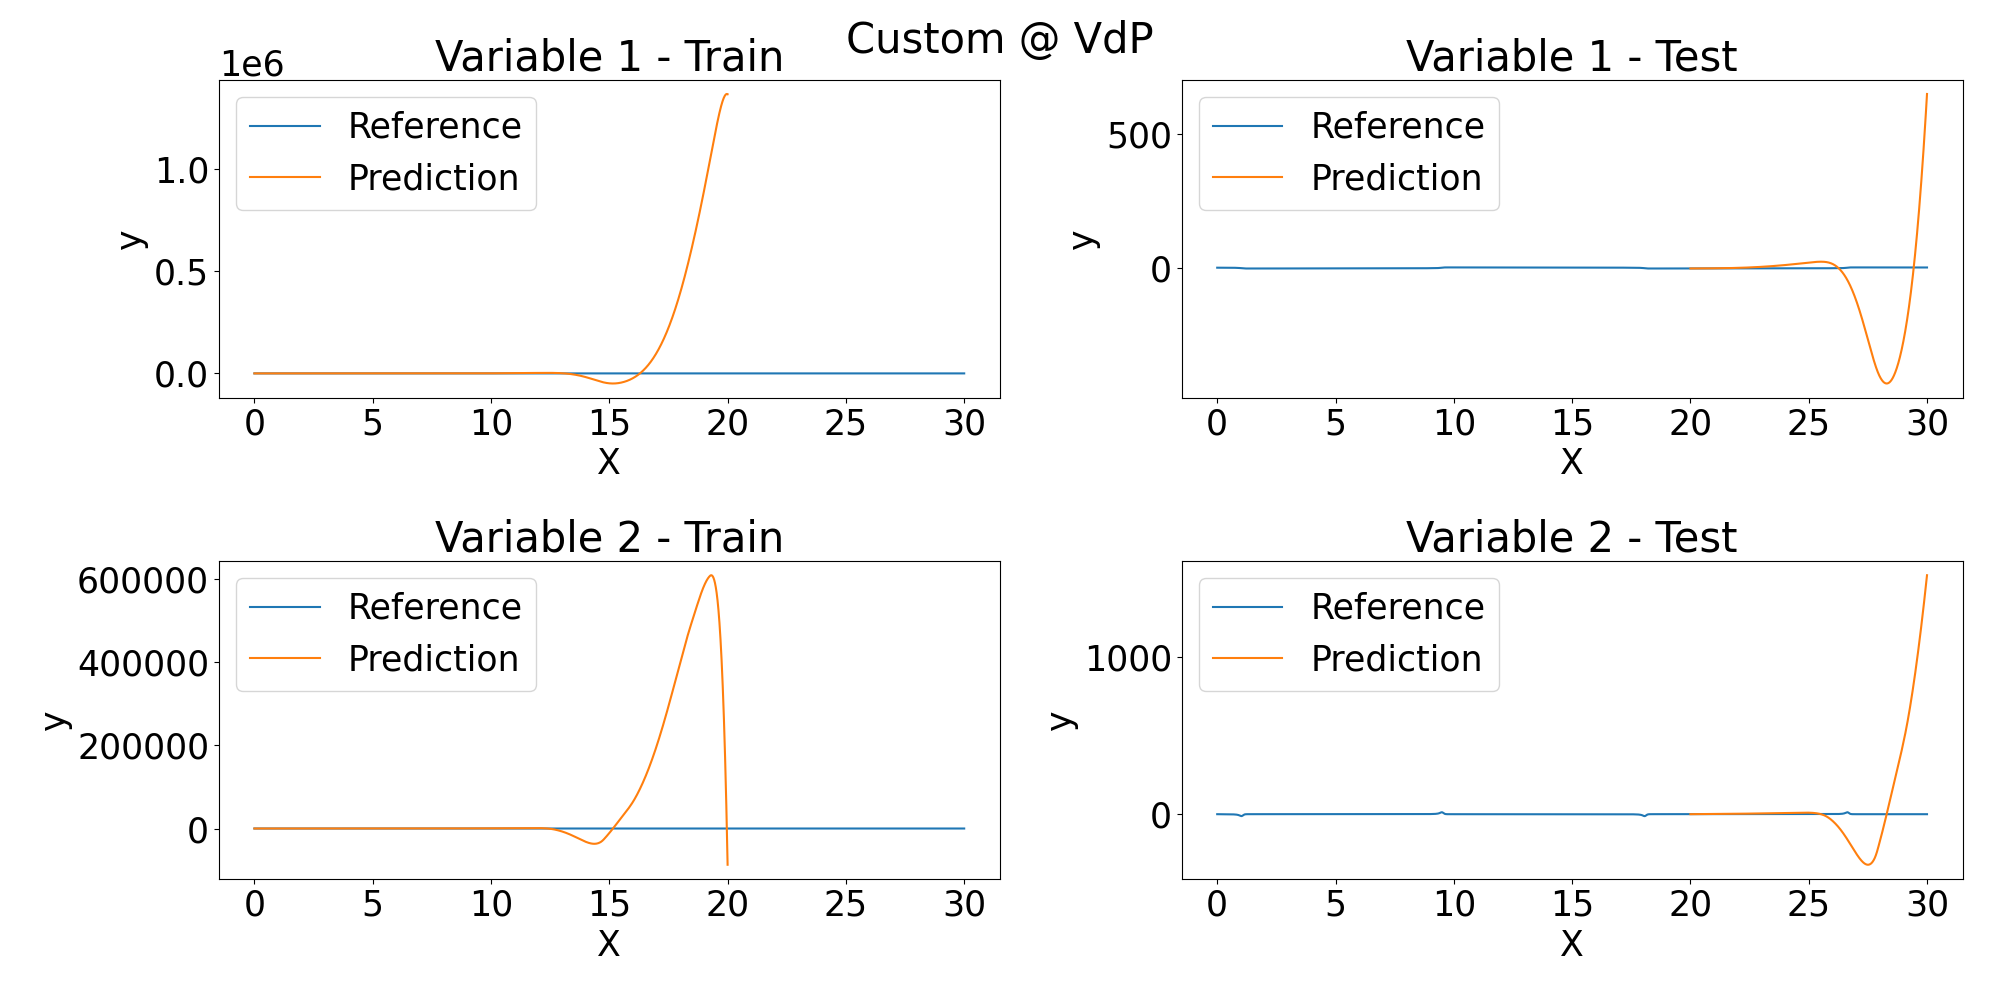 Custom @ VdP
Variable 1 - Train
1e6
Reference
Prediction
1.0
0.5
0.0
y
0 5 10 15 20 25 30
X
Variable 1 - Test
Reference
Prediction
500
0
y
0 5 10 15 20 25 30
X
Variable 2 - Train
Reference
Prediction
600000
400000
200000
0
y
0 5 10 15 20 25 30
X
Variable 2 - Test
Reference
Prediction
1000
0
y
0 5 10 15 20 25 30
X